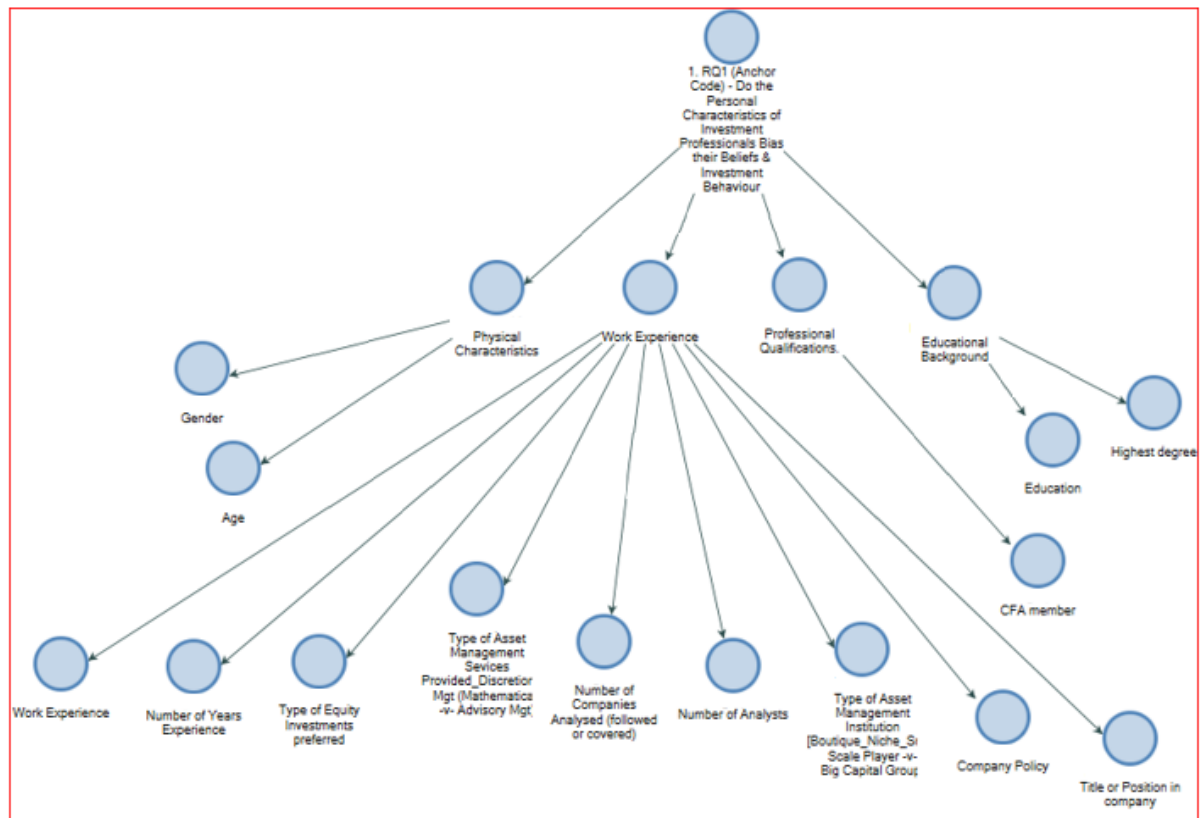 1. RQ1 (Anchor
Code) - Do the
Personal
Characteristics of
Investment
Professionals Bias
their Beliefs &
Investment
Behaviour
Physical
Characteristics
Work Experience
Professional
Qualifications.
Educational
Background
Gender
Age
Highest degree
Education
CFA member
Work Experience
Number of Years
Experience
Type of Equity
Investments
preferred
Type of Asset
Management
Sevices
Provided_Discretion
Mgt (Mathematica
-v- Advisory Mgt)
Number of
Companies
Analysed (followed
or covered)
Number of Analysts
Type of Asset
Management
Institution
[Boutique_Niche_
Scale Player -v-
Big Capital Group
Company Policy
Title or Position in
company